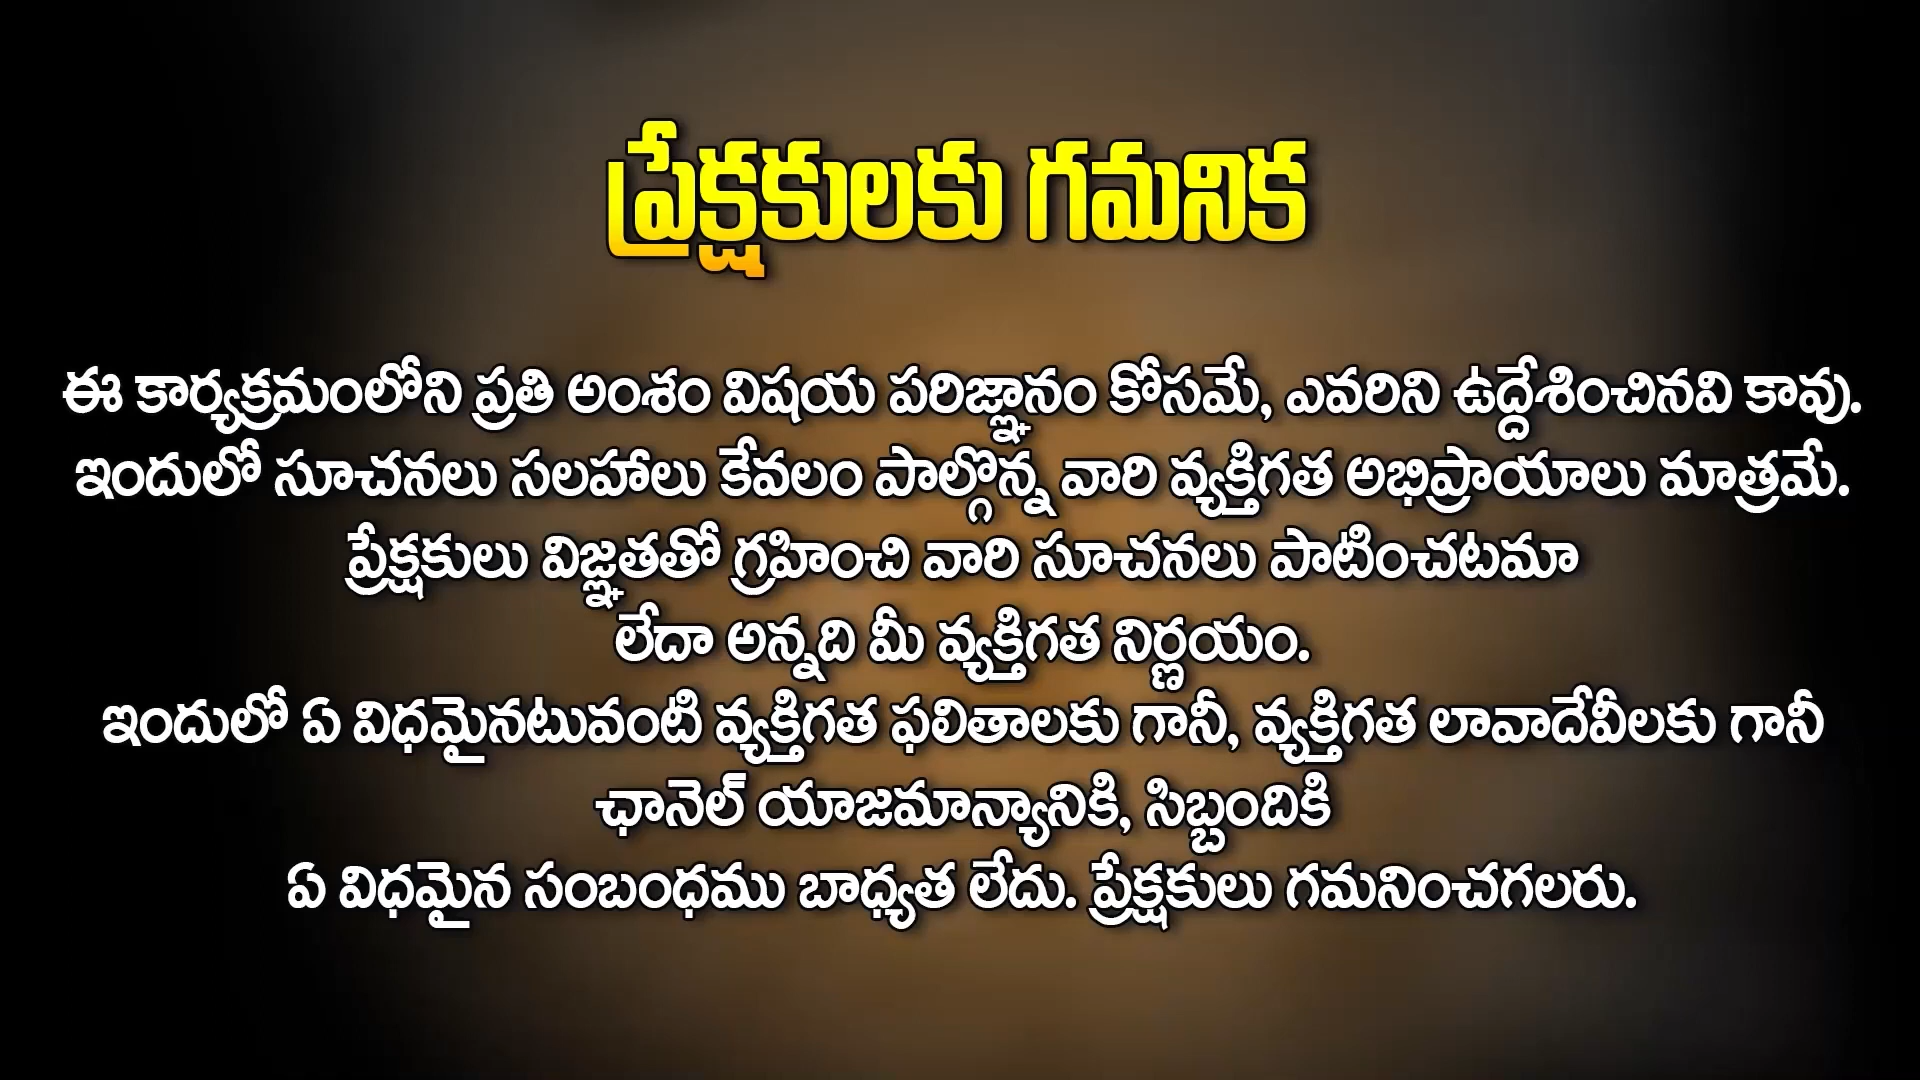 ప్రేక్షకులకు గమనిక
ఈ కార్యక్రమంలోని ప్రతి అంశం విషయ పరిజ్ఞానం కోసమే, ఎవరిని ఉద్దేశించినవి కావు.
ఇందులో సూచనలు సలహాలు కేవలం పాల్గొన్న వారి వ్యక్తిగత అభిప్రాయాలు మాత్రమే.
ప్రేక్షకులు విజ్ఞతతో గ్రహించి వారి సూచనలు పాటించటమా
లేదా అన్నది మీ వ్యక్తిగత నిర్ణయం.
ఇందులో ఏ విధమైనటువంటి వ్యక్తిగత ఫలితాలకు గానీ, వ్యక్తిగత లావాదేవీలకు గానీ
ఛానెల్ యాజమాన్యానికి, సిబ్బందికి
ఏ విధమైన సంబంధము బాధ్యత లేదు. ప్రేక్షకులు గమనించగలరు.